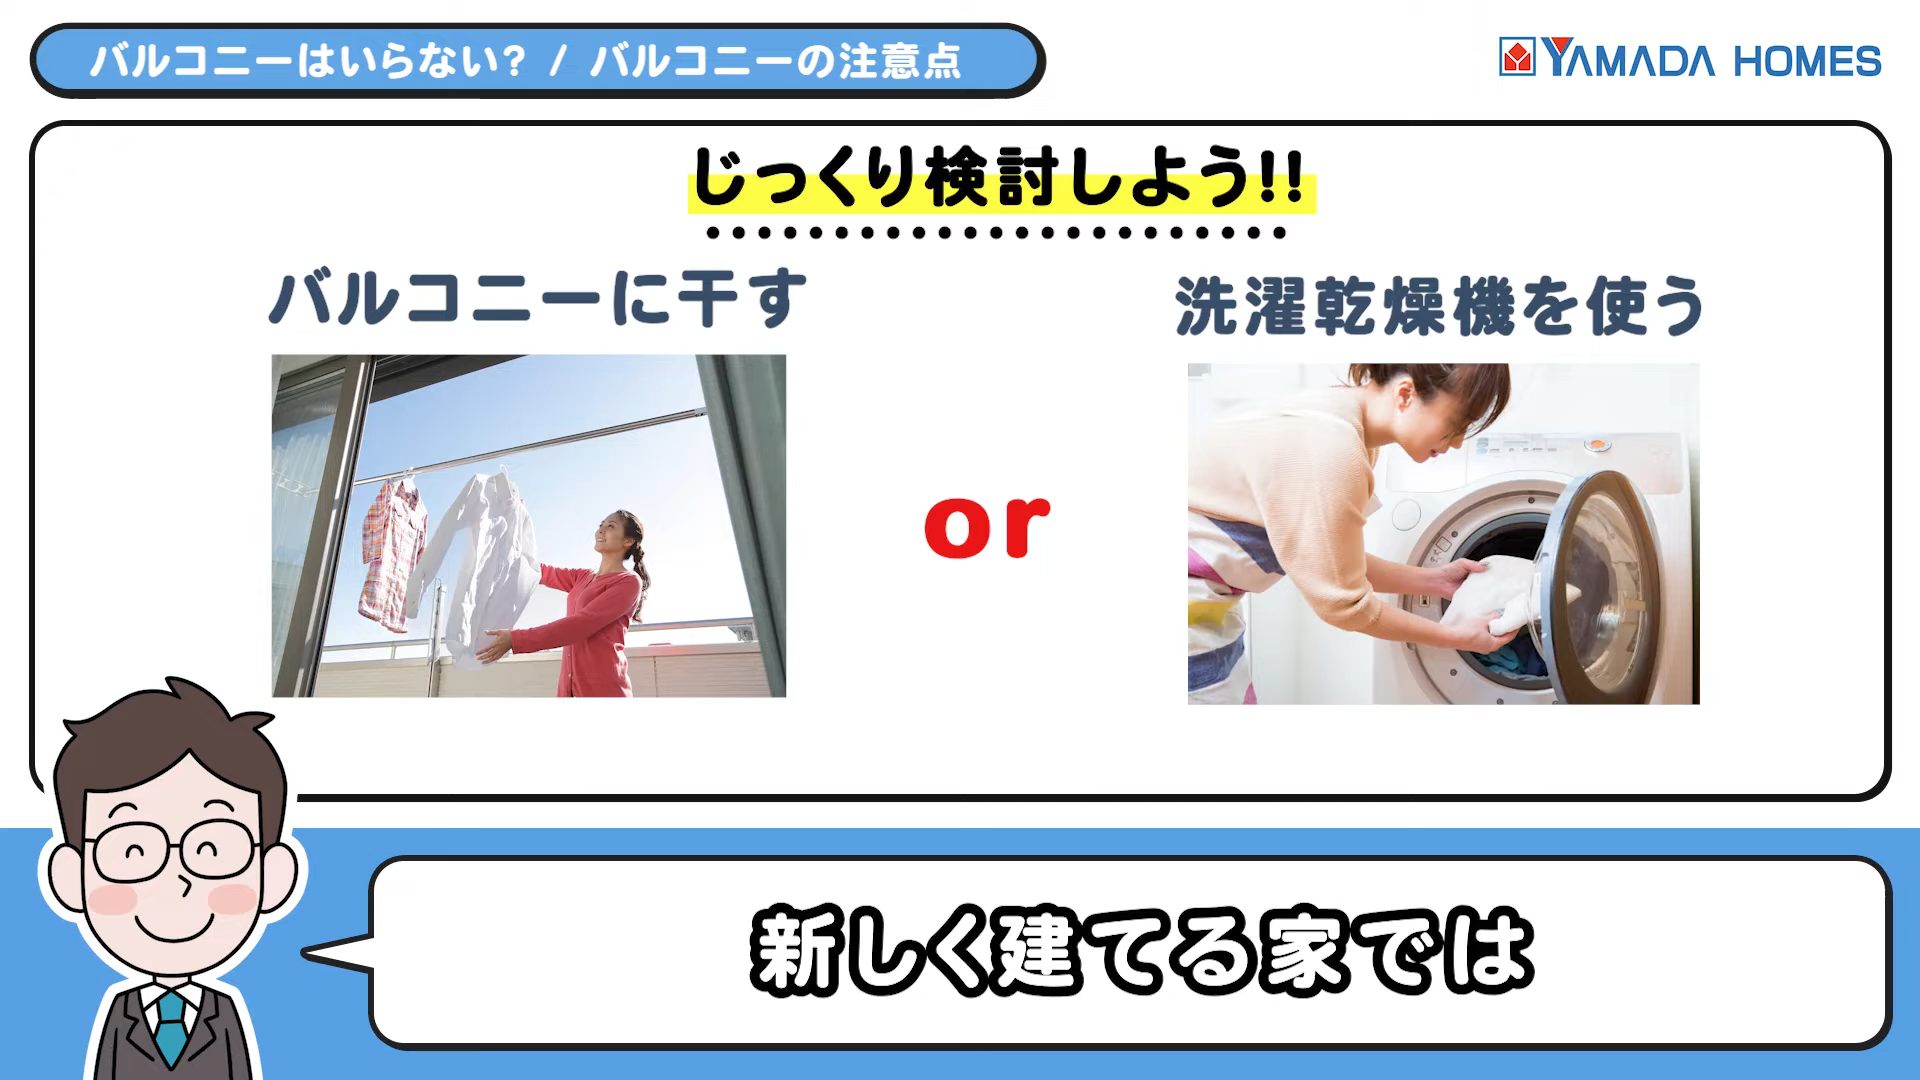 バルコニーはいらない? / バルコニーの注意点
YAMADA HOMES
じっくり検討しよう!!
バルコニーに干す
洗濯乾燥機を使う
or
新しく建てる家では